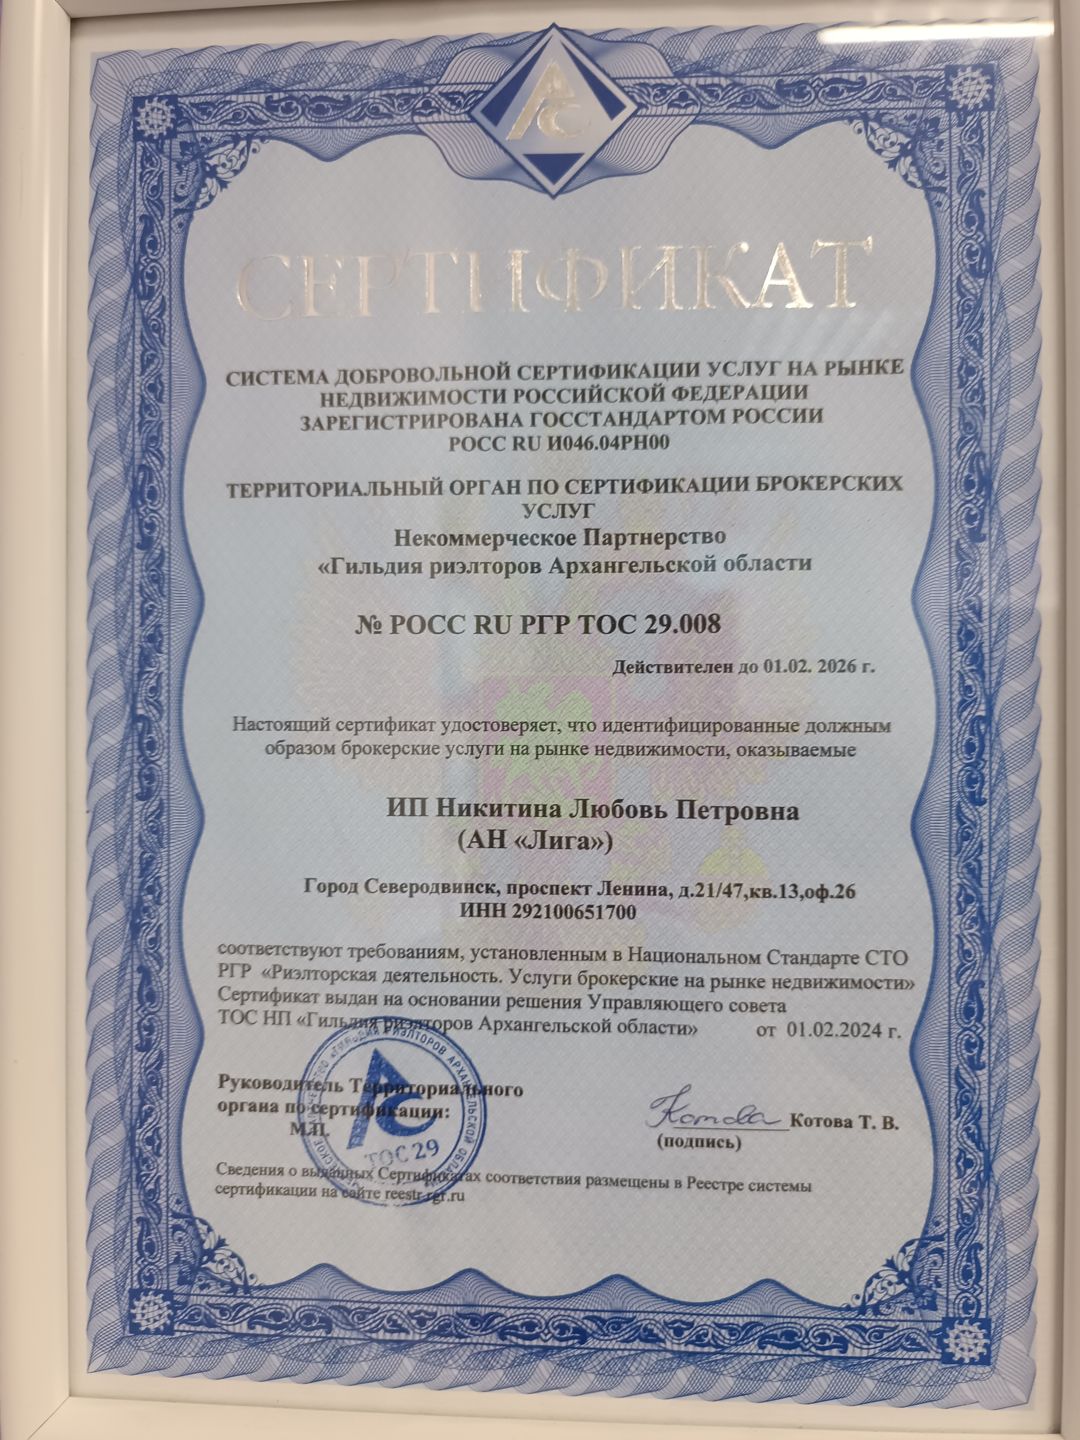 АС
СЕРТИФИКАТ
СИСТЕМА ДОБРОВОЛЬНОЙ СЕРТИФИКАЦИИ УСЛУГ НА РЫНКЕ
НЕДВИЖИМОСТИ РОССИЙСКОЙ ФЕДЕРАЦИИ
ЗАРЕГИСТРИРОВАНА ГОССТАНДАРТОМ РОССИИ
РОСС RU И046.04РН00
ТЕРРИТОРИАЛЬНЫЙ ОРГАН ПО СЕРТИФИКАЦИИ БРОКЕРСКИХ
УСЛУГ
Некоммерческое Партнерство
«Гильдия риэлторов Архангельской области
№ РОСС RU РГР ТОС 29.008
Действителен до 01.02. 2026 г.
Настоящий сертификат удостоверяет, что идентифицированные должным
образом брокерские услуги на рынке недвижимости, оказываемые
ИП Никитина Любовь Петровна
(АН «Лига»)
Город Северодвинск, проспект Ленина, д.21/47,кв.13,оф.26
ИНН 292100651700
соответствуют требованиям, установленным в Национальном Стандарте СТО
РГР «Риэлторская деятельность. Услуги брокерские на рынке недвижимости»
Сертификат выдан на основании решения Управляющего совета
ТОС НП «Гильдия риэлторов Архангельской области» от 01.02.2024 г.
Руководитель Территориального
органа по сертификации:
М.П.
Котова Котова Т. В.
(подпись)
«ГИЛЬДИЯ РИЭЛТОРОВ АРХАНГЕЛЬСКОЙ
АС
ТОС 29
Сведения о выданных Сертификатах соответствия размещены в Реестре системы
сертификации на сайте reestr.rgr.ru